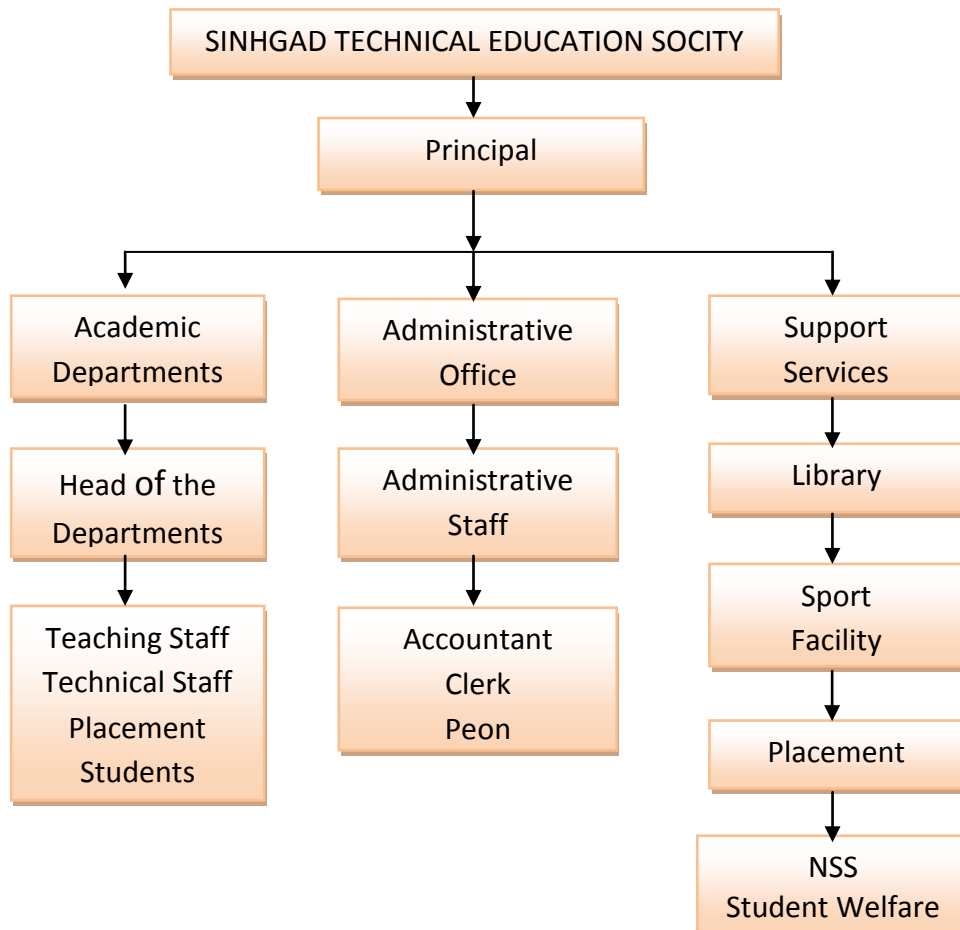 SINHGAD TECHNICAL EDUCATION SOCITY
Principal
Academic
Departments
Administrative
Office
Support
Services
Head of the
Departments
Administrative
Staff
Library
Teaching Staff
Technical Staff
Placement
Students
Accountant
Clerk
Peon
Sport
Facility
Placement
NSS
Student Welfare